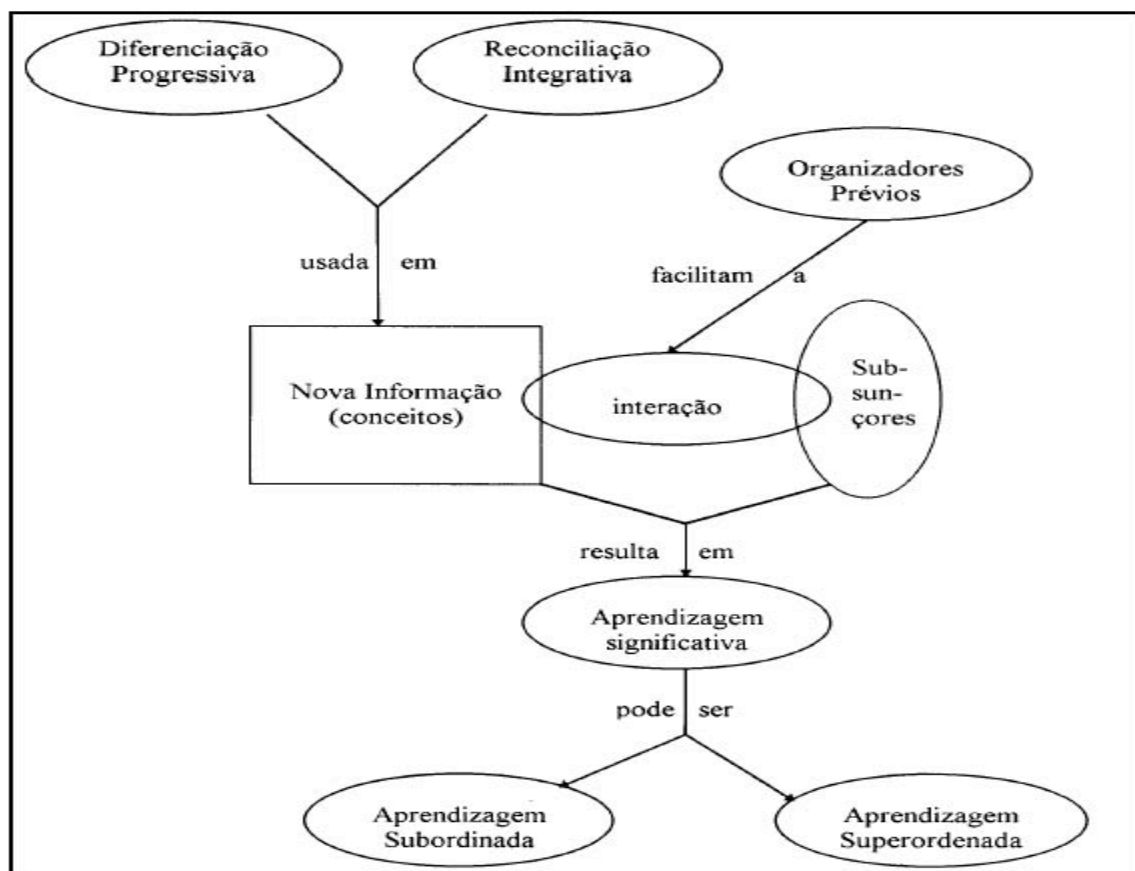 Diferenciação
Progressiva
Reconciliação
Integrativa
Organizadores
Prévios
usada em
facilitam a
Nova Informação
(conceitos)
interação
Sub-
sun-
çores
resulta em
Aprendizagem
significativa
pode ser
Aprendizagem
Subordinada
Aprendizagem
Superordenada